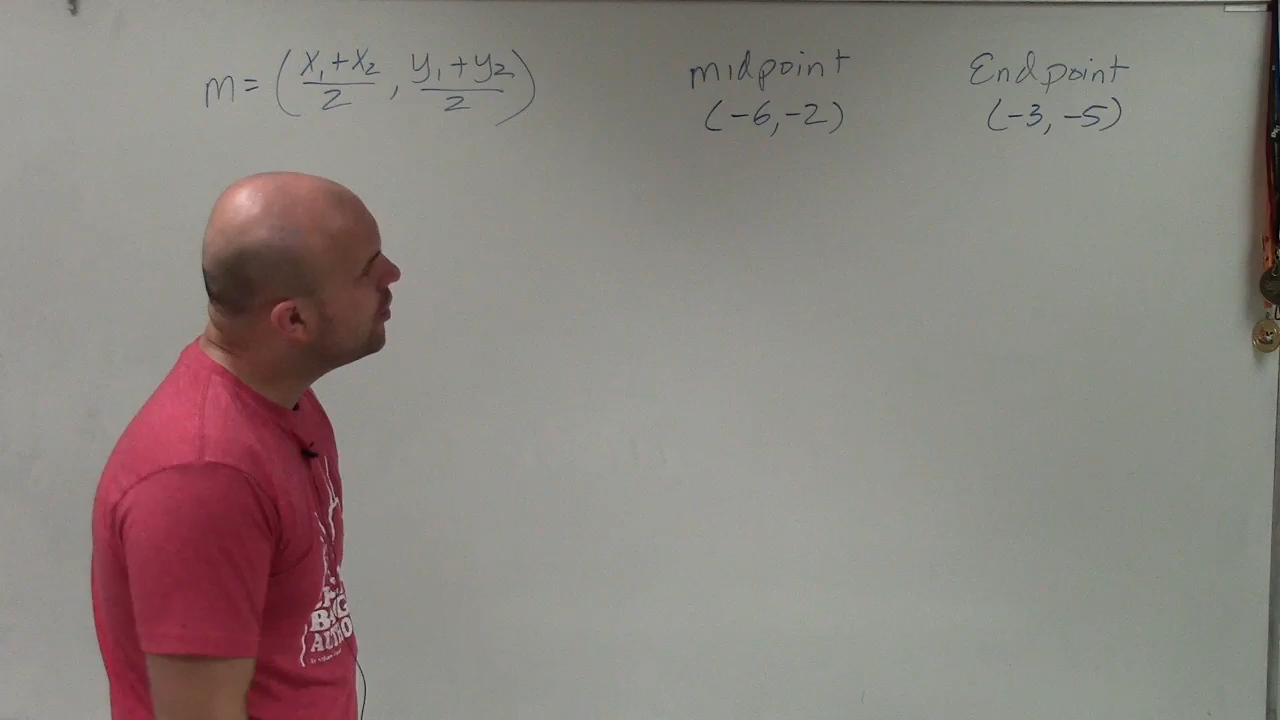 m = (x₁+x₂/2, y₁+y₂/2)
midpoint
(-6,-2)
Endpoint
(-3, -5)